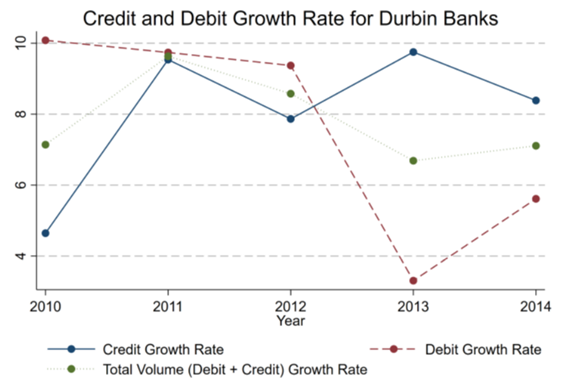 Credit and Debit Growth Rate for Durbin Banks
10
8
6
4
2010 2011 2012 2013 2014
Year
Credit Growth Rate Debit Growth Rate
Total Volume (Debit + Credit) Growth Rate